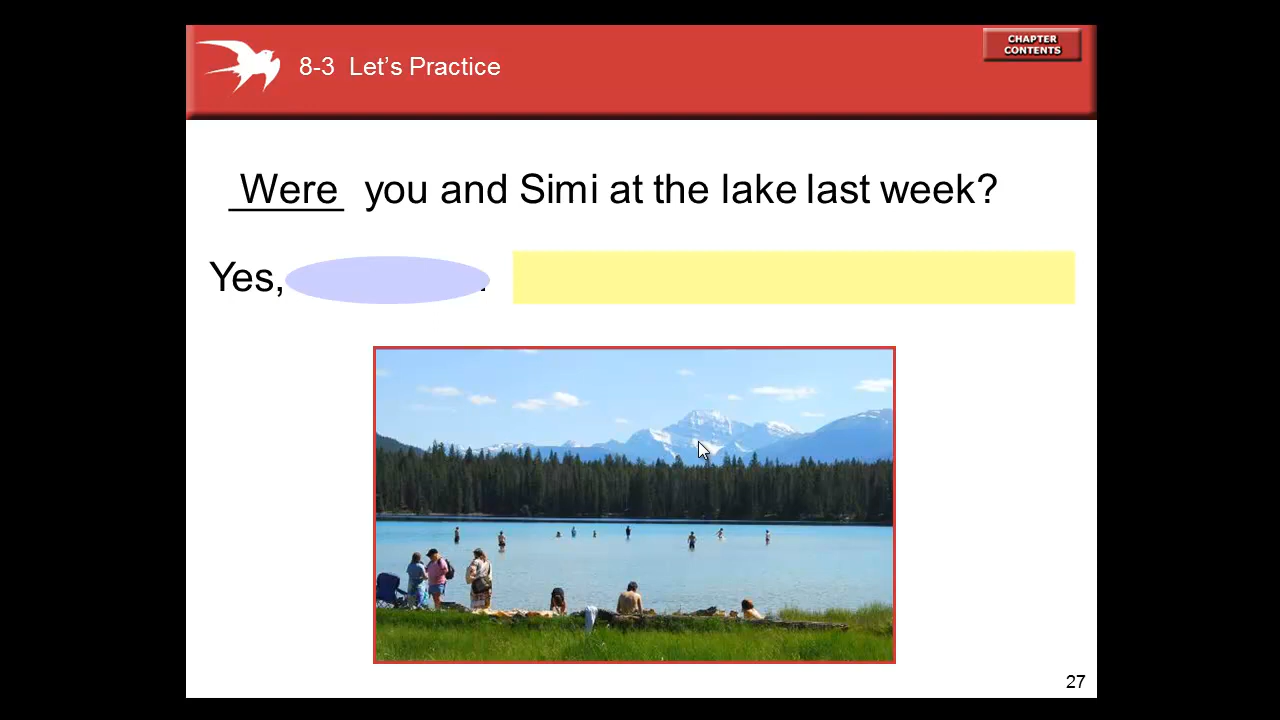 8-3 Let's Practice
CHAPTER
CONTENTS
Were you and Simi at the lake last week?
Yes, .
27